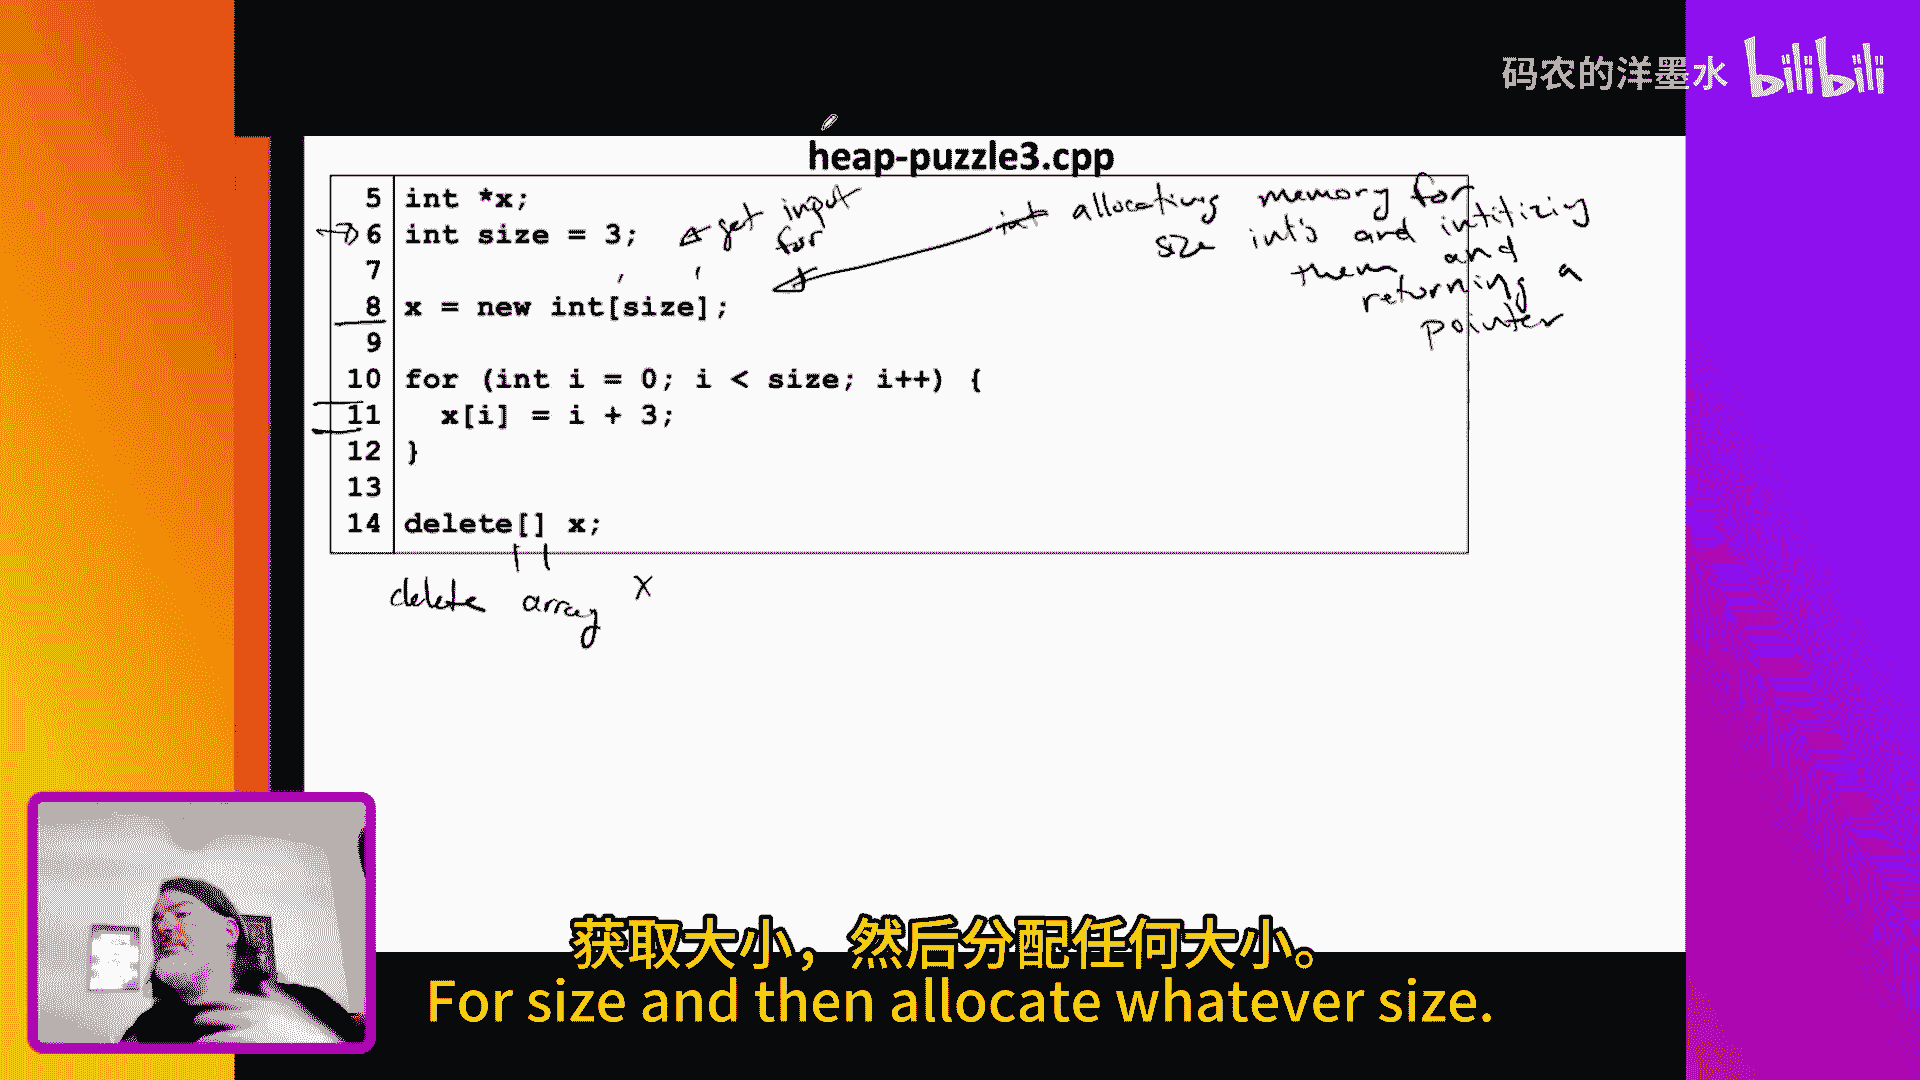 码农的洋墨水 bilibili
heap-puzzle3.cpp
5 int *x;
6 int size = 3;
7
8 x = new int[size];
9
10 for (int i = 0; i < size; i++) {
11 x[i] = i + 3;
12 }
13
14 delete[] x;
get input
for
int allocating memory for
size int's and intitizing
them and
returning a
pointer
delete array x
获取大小，然后分配任何大小。
For size and then allocate whatever size.